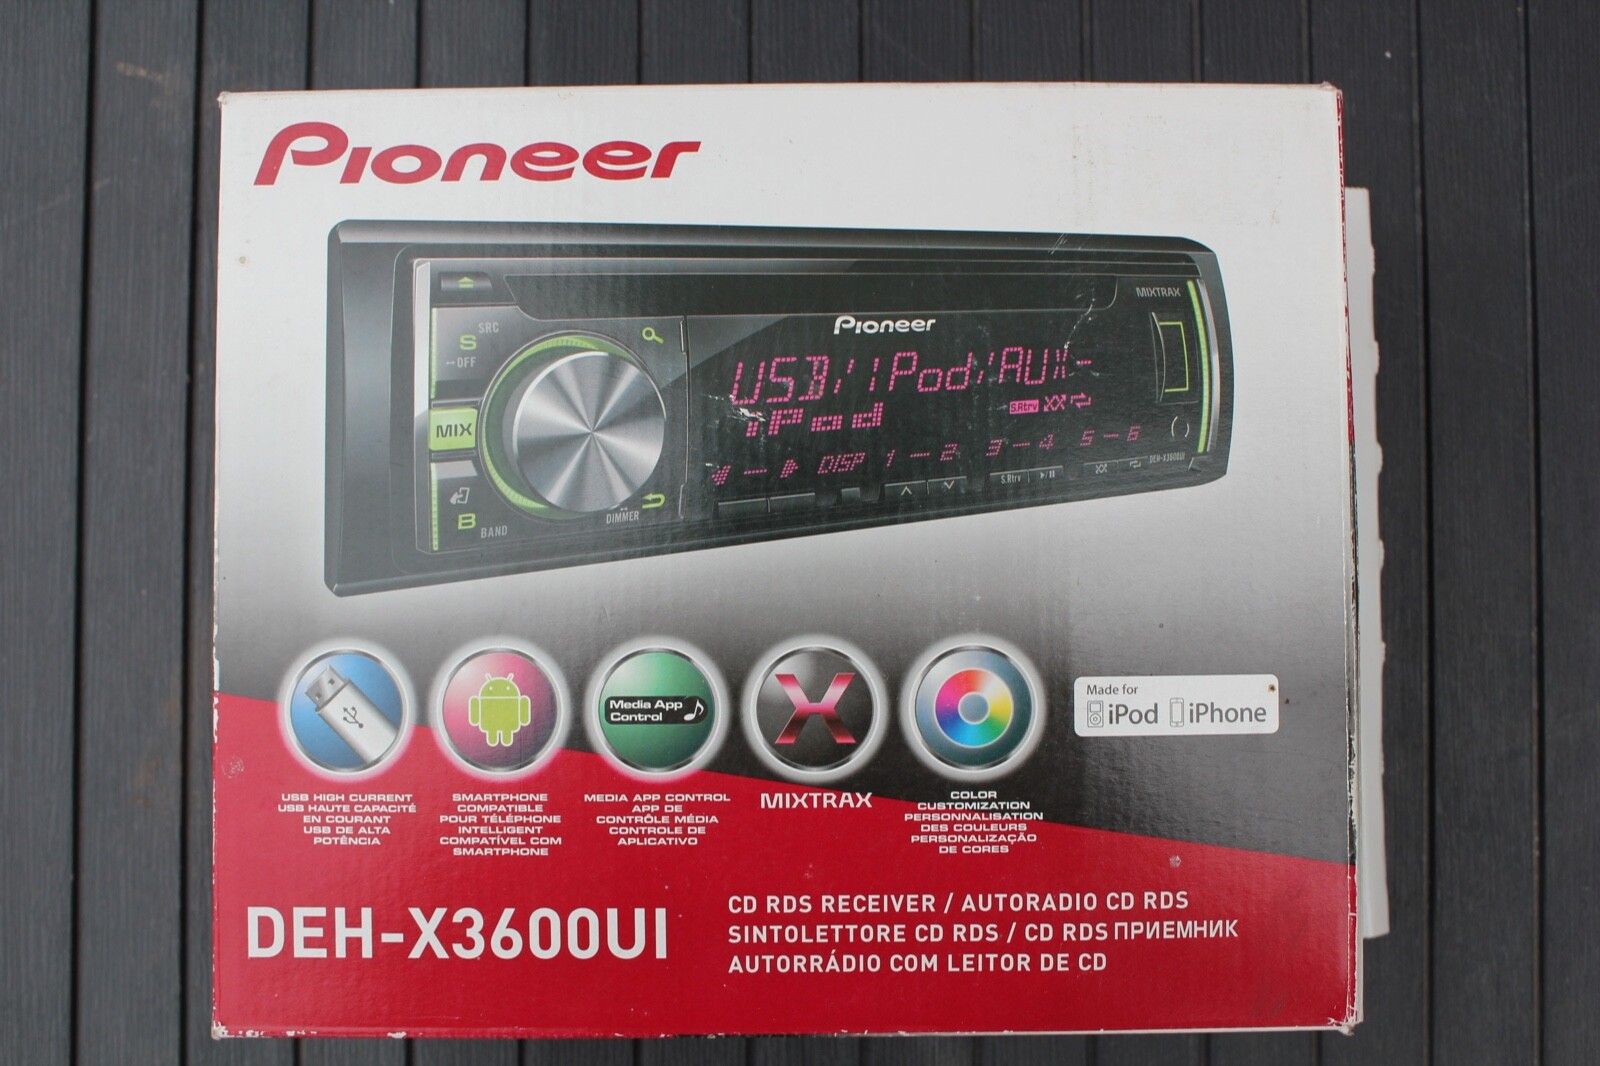 Pioneer
MIXTRAX
Pioneer
SRC
S
OFF
USB/iPod/AUX-
iPod
S.Rtrv
MIX
DISP 1 — 2 3 — 4 5 — 6
DEH-X3600UI
S.Rtrv
B
BAND
DIMMER
Media App
Control
X
Made for
iPod iPhone
USB HIGH CURRENT
USB HAUTE CAPACITÉ
EN COURANT
USB DE ALTA
POTÊNCIA
SMARTPHONE
COMPATIBLE
POUR TÉLÉPHONE
INTELLIGENT
COMPATÍVEL COM
SMARTPHONE
MEDIA APP CONTROL
APP DE
CONTRÔLE MÉDIA
CONTROLE DE
APLICATIVO
MIXTRAX
COLOR
CUSTOMIZATION
PERSONNALISATION
DES COULEURS
PERSONALIZAÇÃO
DE CORES
DEH-X3600UI
CD RDS RECEIVER / AUTORADIO CD RDS
SINTOLETTORE CD RDS / CD RDS ПРИЕМНИК
AUTORRÁDIO COM LEITOR DE CD